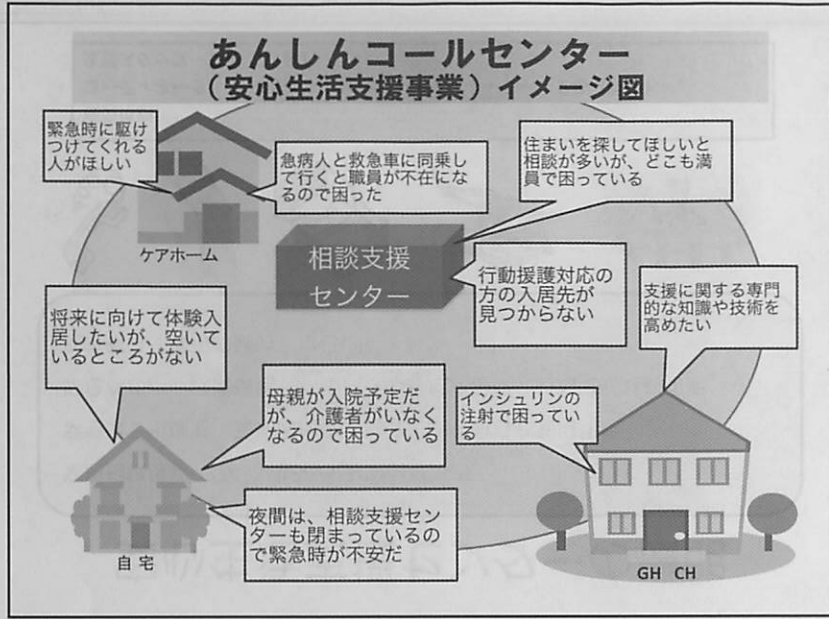 あんしんコールセンター
（安心生活支援事業）イメージ図
緊急時に駆け
つけてくれる
人がほしい
急病人と救急車に同乗し
て行くと職員が不在にな
るので困った
住まいを探してほしいと
相談が多いが、どこも満
員で困っている
ケアホーム
相談支援
センター
行動援護対応の
方の入居先が
見つからない
支援に関する専門
的な知識や技術を
高めたい
将来に向けて体験入
居したいが、空いて
いるところがない
母親が入院予定だ
が、介護者がいなく
なるので困っている
インシュリンの
注射で困ってい
る
夜間は、相談支援セン
ターも閉まっているの
で緊急時が不安だ
自宅
GH CH